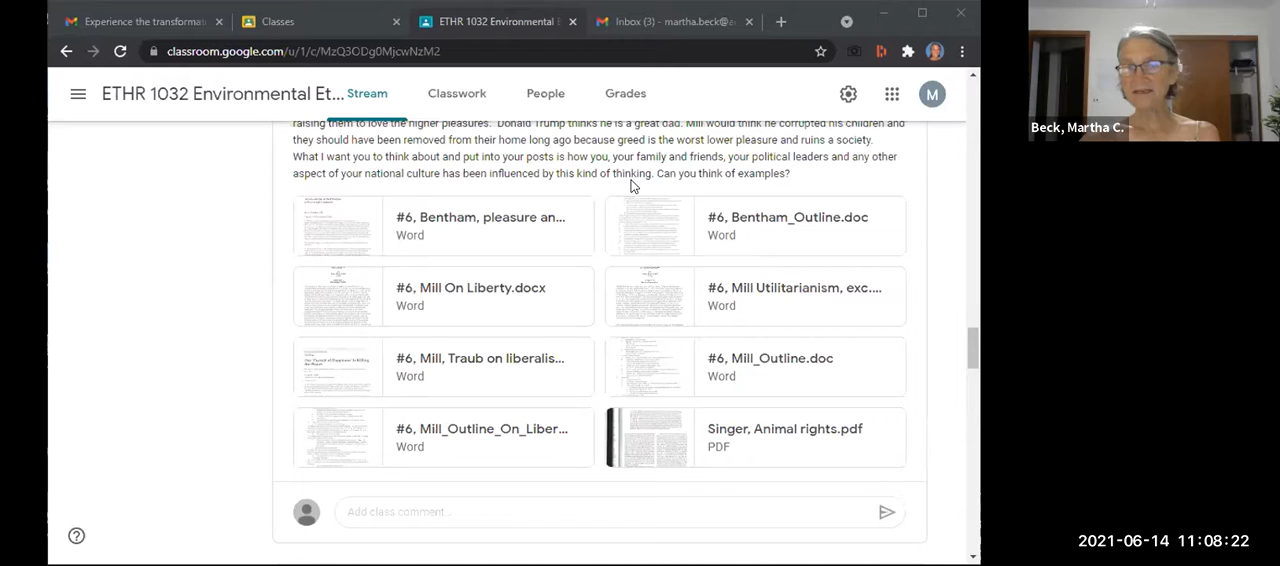 Experience the transformat
Classes
ETHR 1032 Environmental E
Inbox (3) - martha.beck@
classroom.google.com/u/1/c/MzQ3ODg0MjcwNzM2
ETHR 1032 Environmental Et...
Stream
Classwork
People
Grades
M
raising them to love the higher pleasures. Donald Trump thinks he is a great dad. Mill would think he corrupted his children and
they should have been removed from their home long ago because greed is the worst lower pleasure and ruins a society.
What I want you to think about and put into your posts is how you, your family and friends, your political leaders and any other
aspect of your national culture has been influenced by this kind of thinking. Can you think of examples?
#6, Bentham, pleasure an...
Word
#6, Bentham_Outline.doc
Word
#6, Mill On Liberty.docx
Word
#6, Mill Utilitarianism, exc....
Word
#6, Mill, Traub on liberalis...
Word
#6, Mill_Outline.doc
Word
#6, Mill_Outline_On_Liber...
Word
Singer, Animal rights.pdf
PDF
Add class comment...
Beck, Martha C.
2021-06-14 11:08:22